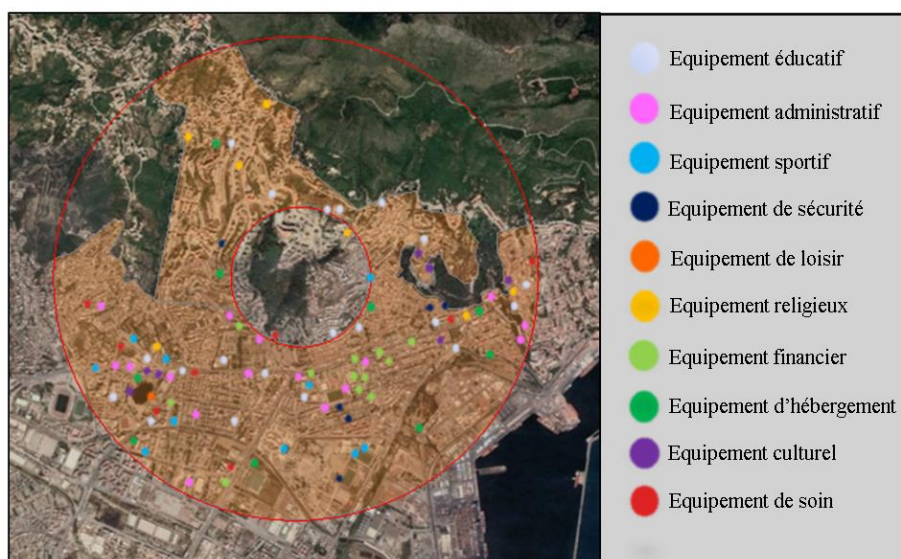 Equipement éducatif
Equipement administratif
Equipement sportif
Equipement de sécurité
Equipement de loisir
Equipement religieux
Equipement financier
Equipement d'hébergement
Equipement culturel
Equipement de soin